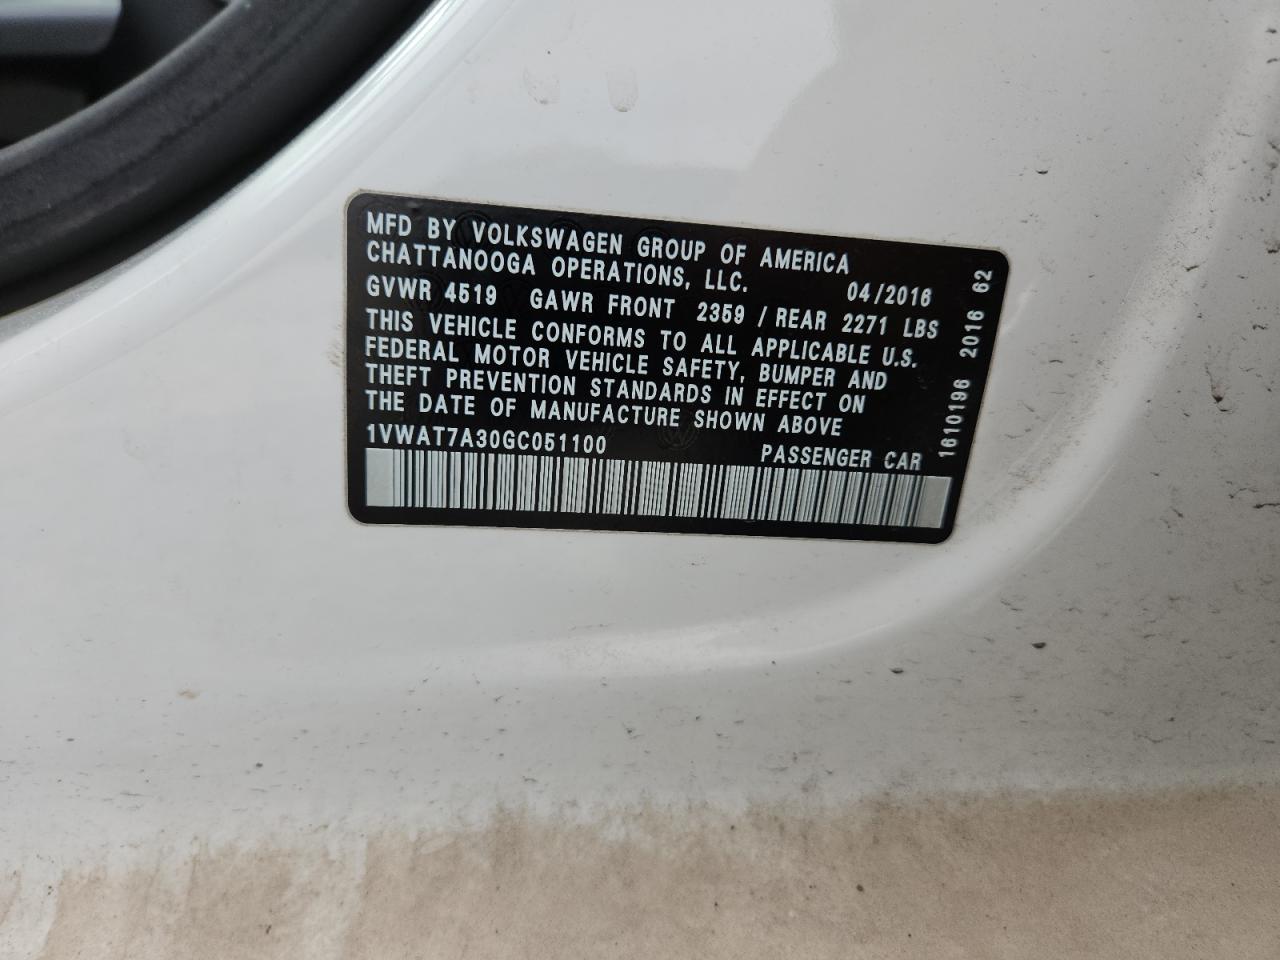 MFD BY VOLKSWAGEN GROUP OF AMERICA
CHATTANOOGA OPERATIONS, LLC.
04/2016
GVWR 4519 GAWR FRONT 2359 / REAR 2271 LBS
THIS VEHICLE CONFORMS TO ALL APPLICABLE U.S.
FEDERAL MOTOR VEHICLE SAFETY, BUMPER AND
THEFT PREVENTION STANDARDS IN EFFECT ON
THE DATE OF MANUFACTURE SHOWN ABOVE
1VWAT7A30GC051100 PASSENGER CAR
1610196 2016 62